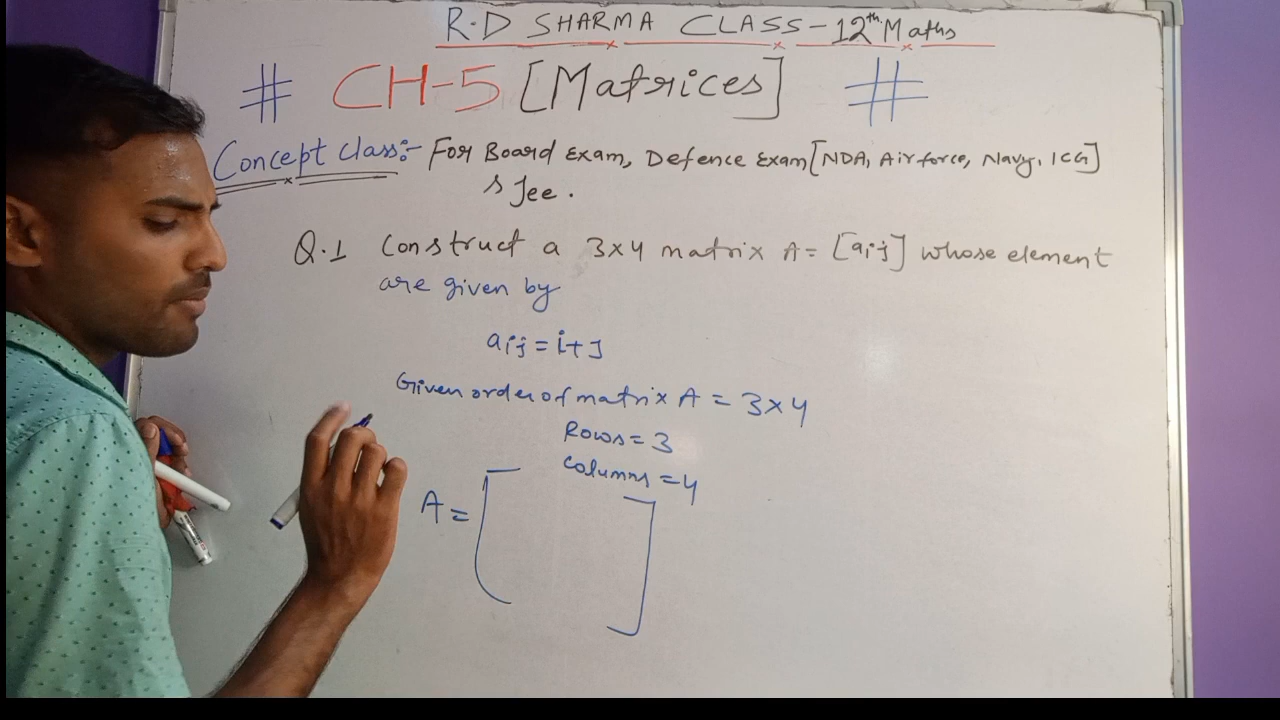 R.D SHARMA CLASS-12th Maths
# CH-5 [Matrices] #
Concept class:- For Board Exam, Defence Exam [NDA, Airforce, Navy, ICG]
& Jee.
Q.1 Construct a 3x4 matrix A = [aij] whose element
are given by
aij = i+J
Given order of matrix A = 3x4
Rows = 3
Columns = 4
A = [ ]